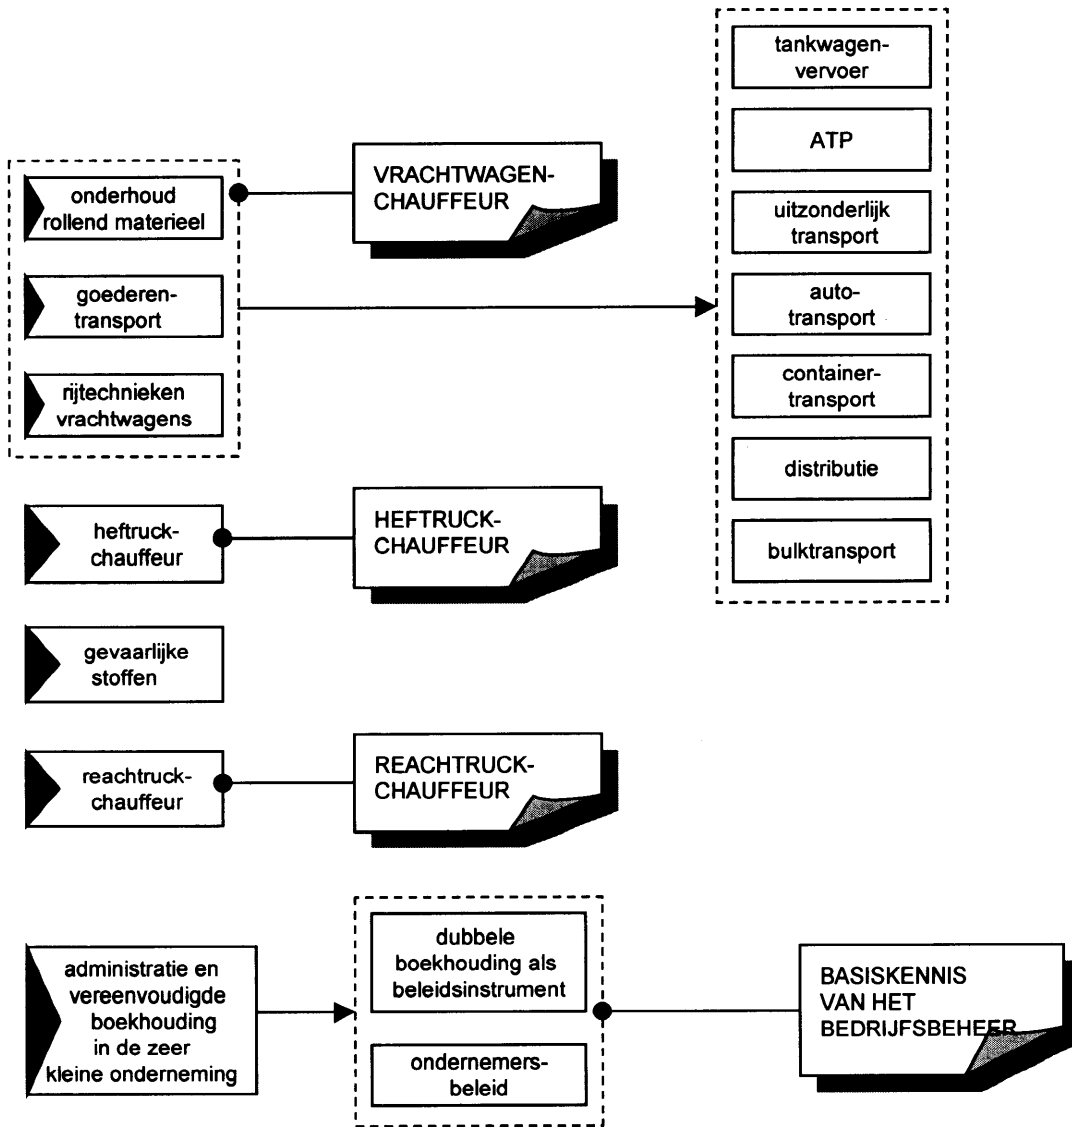 tankwagen-
vervoer
ATP
uitzonderlijk
transport
auto-
transport
container-
transport
distributie
bulktransport
onderhoud
rollend materieel
goederen-
transport
rijtechnieken
vrachtwagens
VRACHTWAGEN-
CHAUFFEUR
heftruck-
chauffeur
HEFTRUCK-
CHAUFFEUR
gevaarlijke
stoffen
reachtruck-
chauffeur
REACHTRUCK-
CHAUFFEUR
administratie en
vereenvoudigde
boekhouding
in de zeer
kleine onderneming
dubbele
boekhouding als
beleidsinstrument
ondernemers-
beleid
BASISKENNIS
VAN HET
BEDRIJFSBEHEER